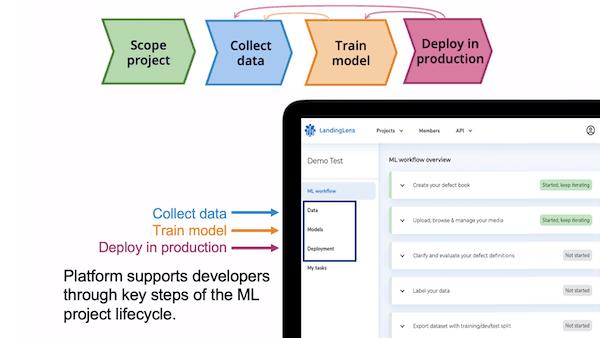 Scope
project
Collect
data
Train
model
Deploy in
production
LandingLens
Projects
Members
API
Demo Test
ML workflow overview
ML workflow
Data
Models
Deployment
My tasks
Create your defect book
Started, keep iterating
Upload, browse & manage your media
Started, keep iterating
Clarify and evaluate your defect definitions
Not started
Label your data
Not started
Export dataset with training/dev/test split
Not started
Collect data
Train model
Deploy in production
Platform supports developers
through key steps of the ML
project lifecycle.